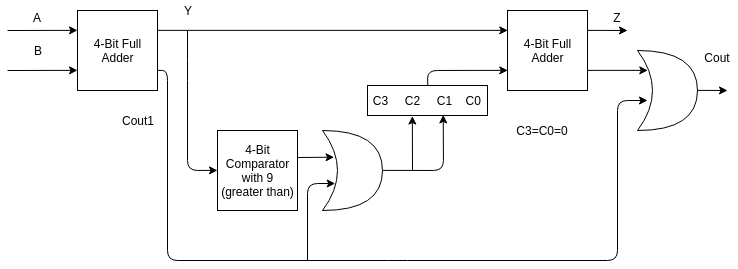 A
B
4-Bit Full
Adder
Y
Cout1
4-Bit
Comparator
with 9
(greater than)
C3 C2 C1 C0
4-Bit Full
Adder
Z
C3=C0=0
Cout